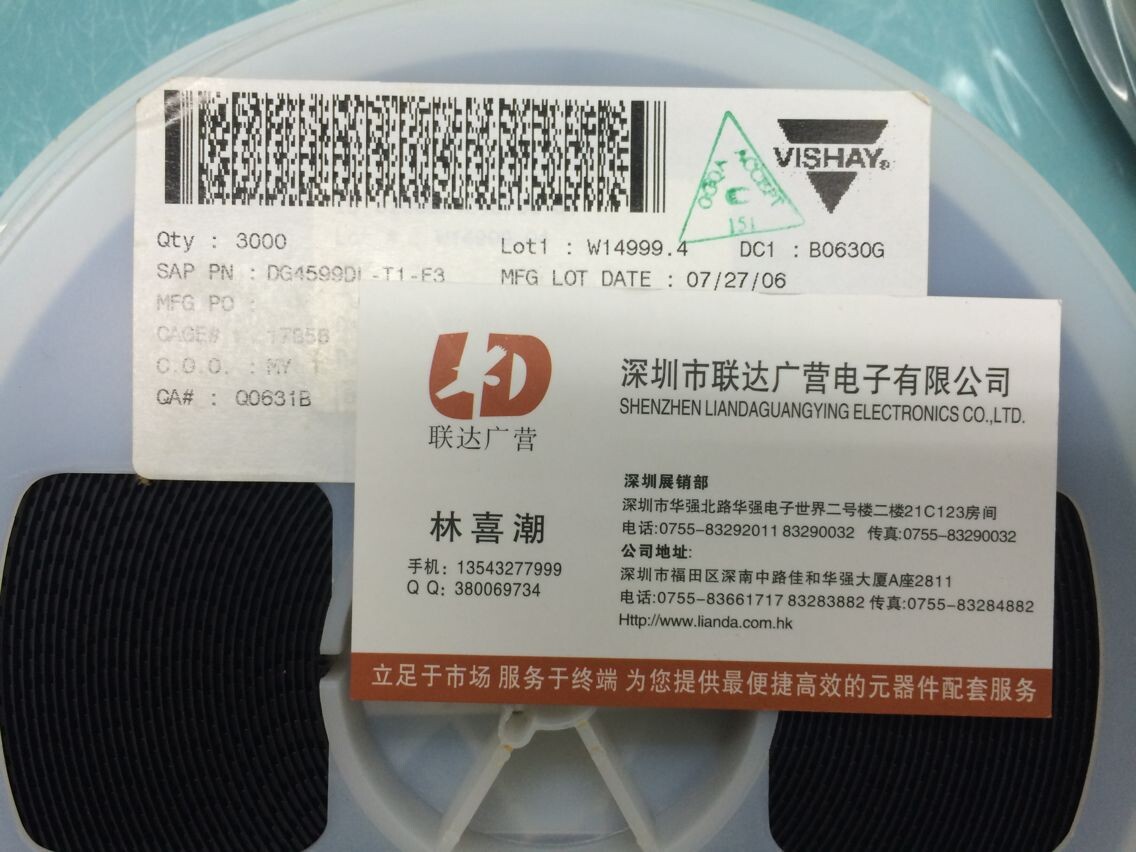 VISHAY®
OGQA ACCEPT
151
Qty : 3000
Lot1 : W14999.4 DC1 : B0630G
SAP PN : DG4599DL-T1-E3
MFG LOT DATE : 07/27/06
MFG PO :
CAGE# : 17856
C.O.O. : MY
QA# : Q0631B
LD
联达广营
深圳市联达广营电子有限公司
SHENZHEN LIANDAGUANGYING ELECTRONICS CO.,LTD.
林喜潮
手机：13543277999
Q Q：380069734
深圳展销部
深圳市华强北路华强电子世界二号楼二楼21C123房间
电话:0755-83292011 83290032 传真:0755-83290032
公司地址:
深圳市福田区深南中路佳和华强大厦A座2811
电话:0755-83661717 83283882 传真:0755-83284882
Http://www.lianda.com.hk
立足于市场 服务于终端 为您提供最便捷高效的元器件配套服务